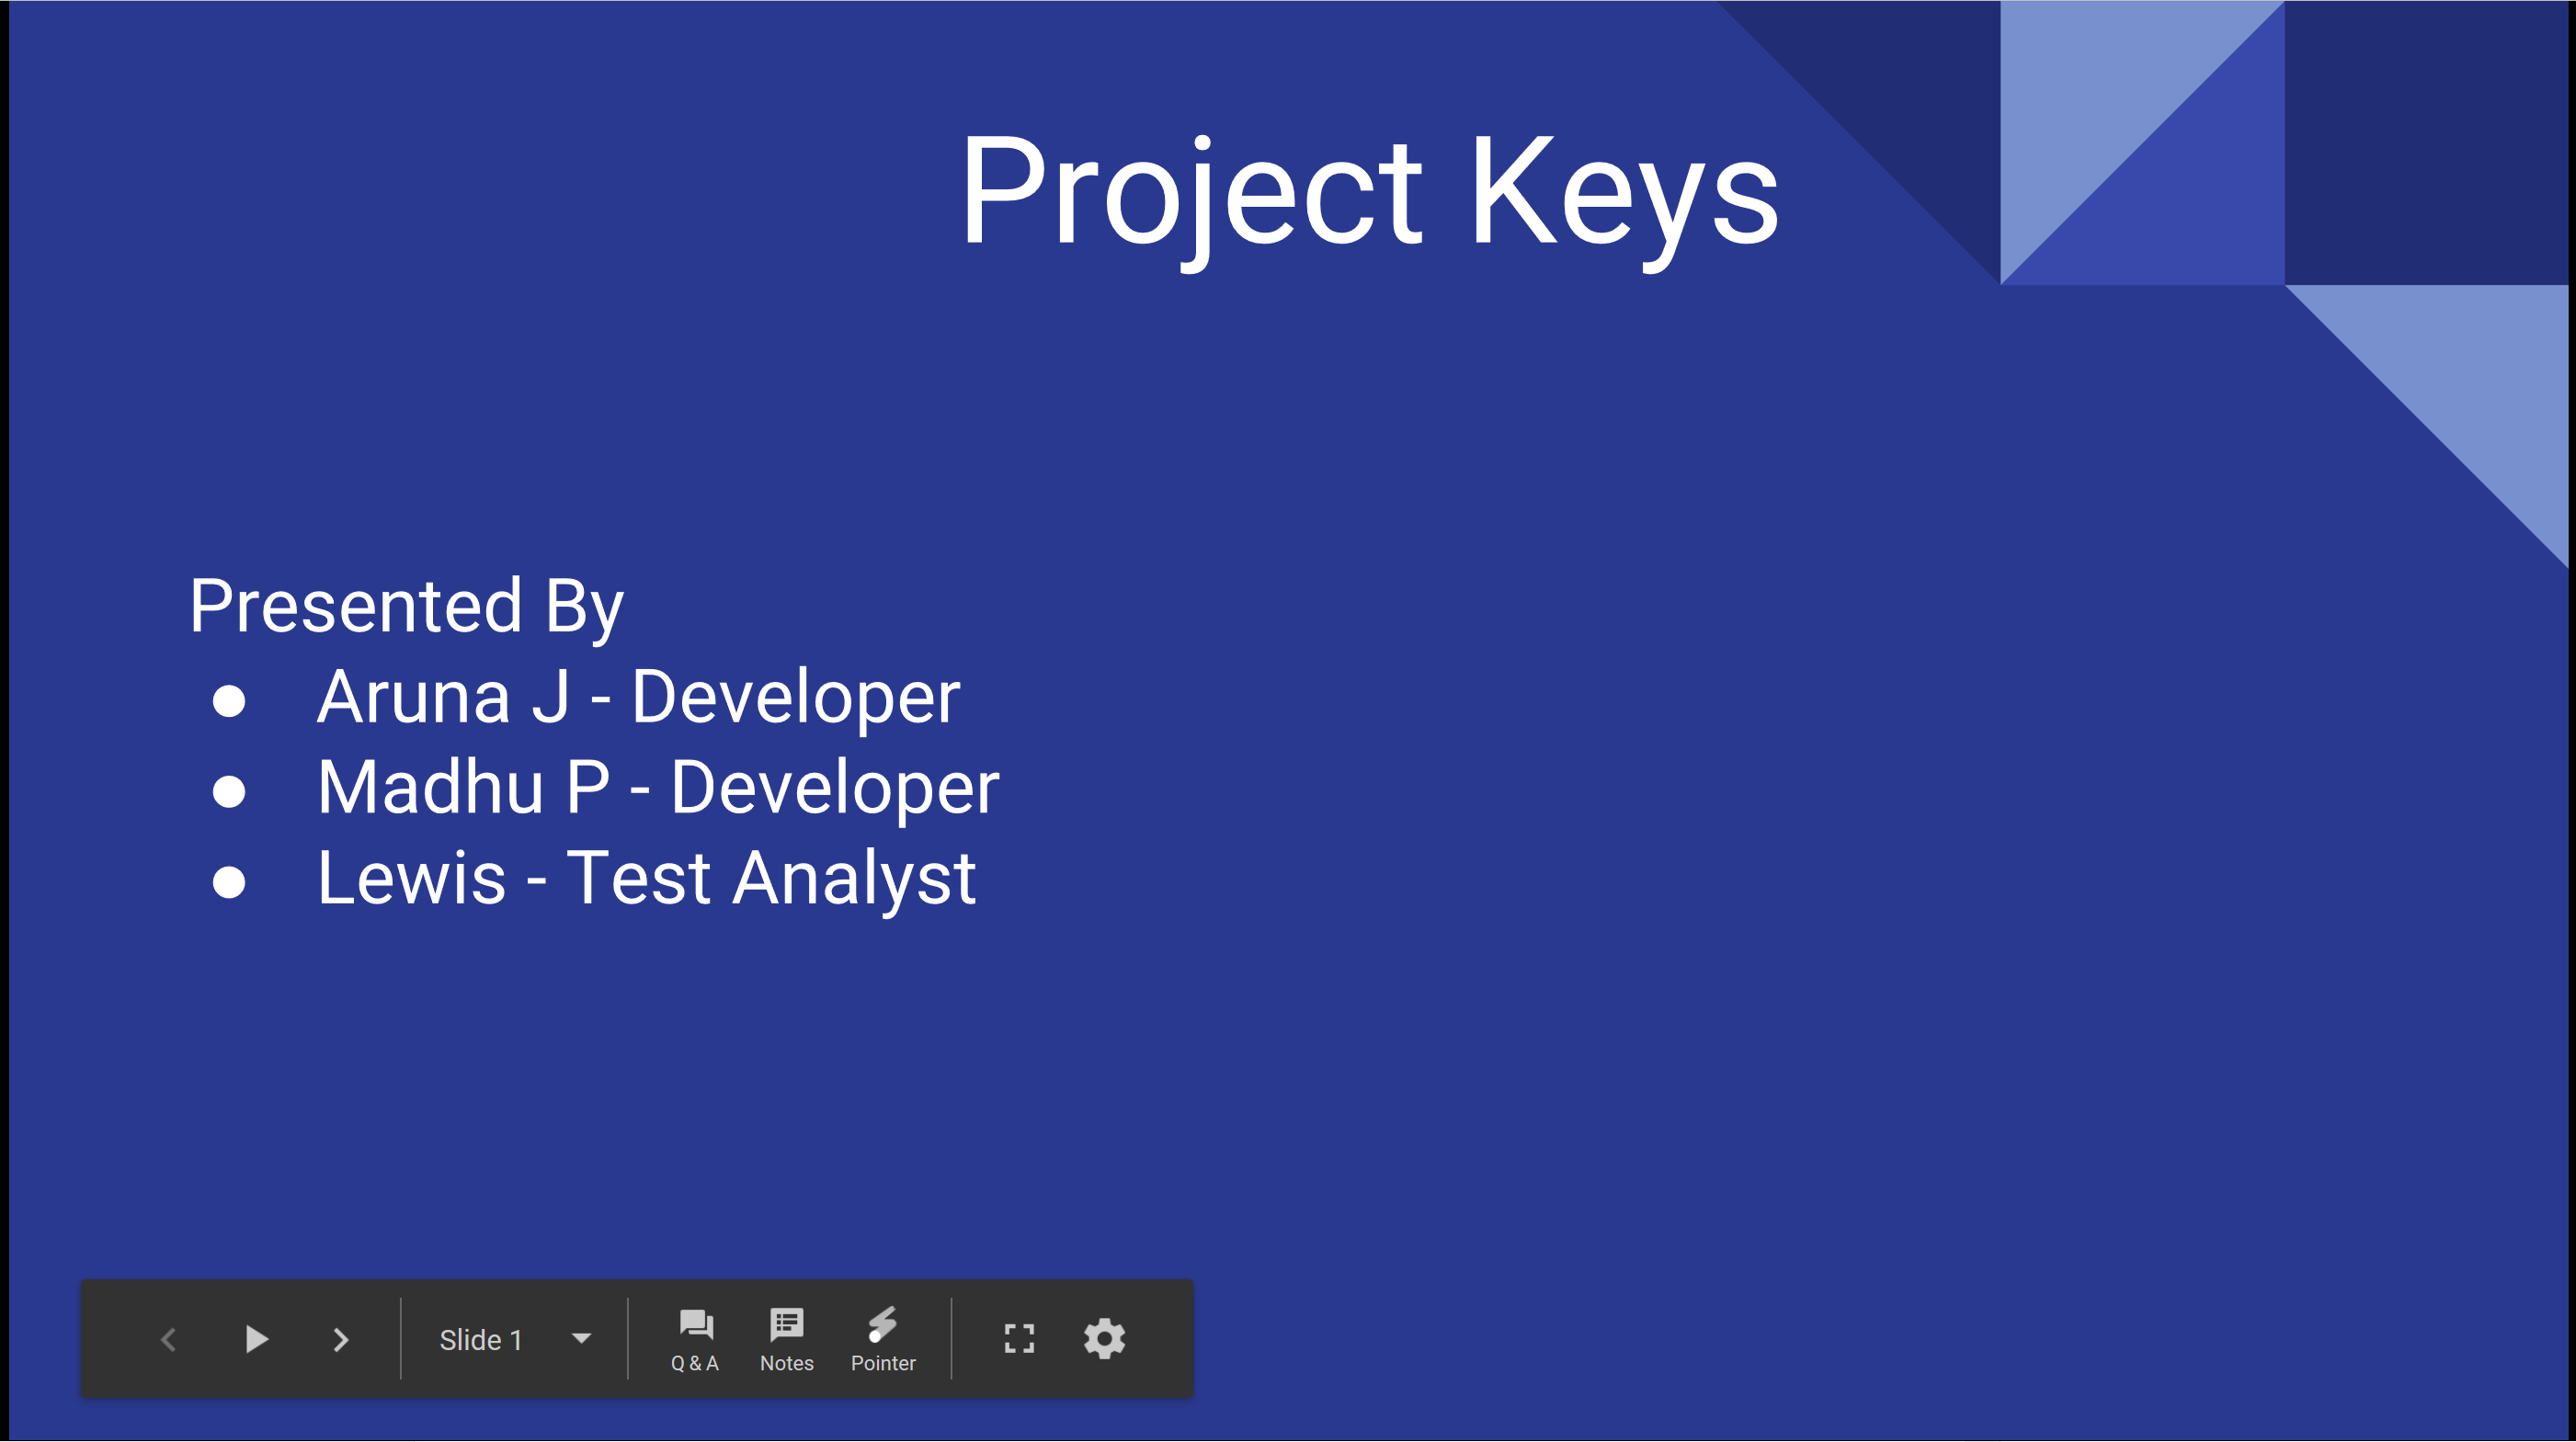 Project Keys
Presented By
● Aruna J - Developer
● Madhu P - Developer
● Lewis - Test Analyst
Slide 1
Q & A
Notes
Pointer